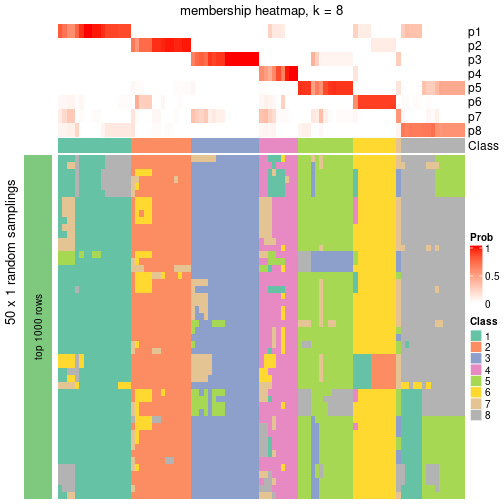 membership heatmap, k = 8
p1
p2
p3
p4
p5
p6
p7
p8
Class
50 x 1 random samplings
top 1000 rows
Prob
1
0.5
0
Class
1
2
3
4
5
6
7
8